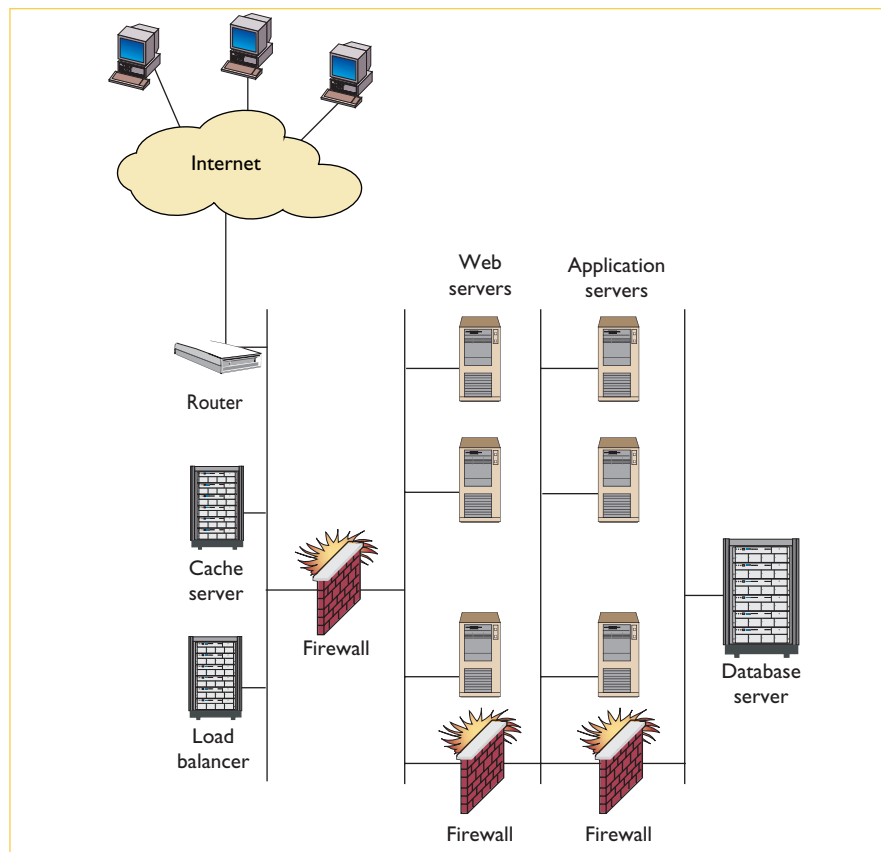 Internet
Web
servers
Application
servers
Router
Cache
server
Firewall
Load
balancer
Database
server
Firewall
Firewall